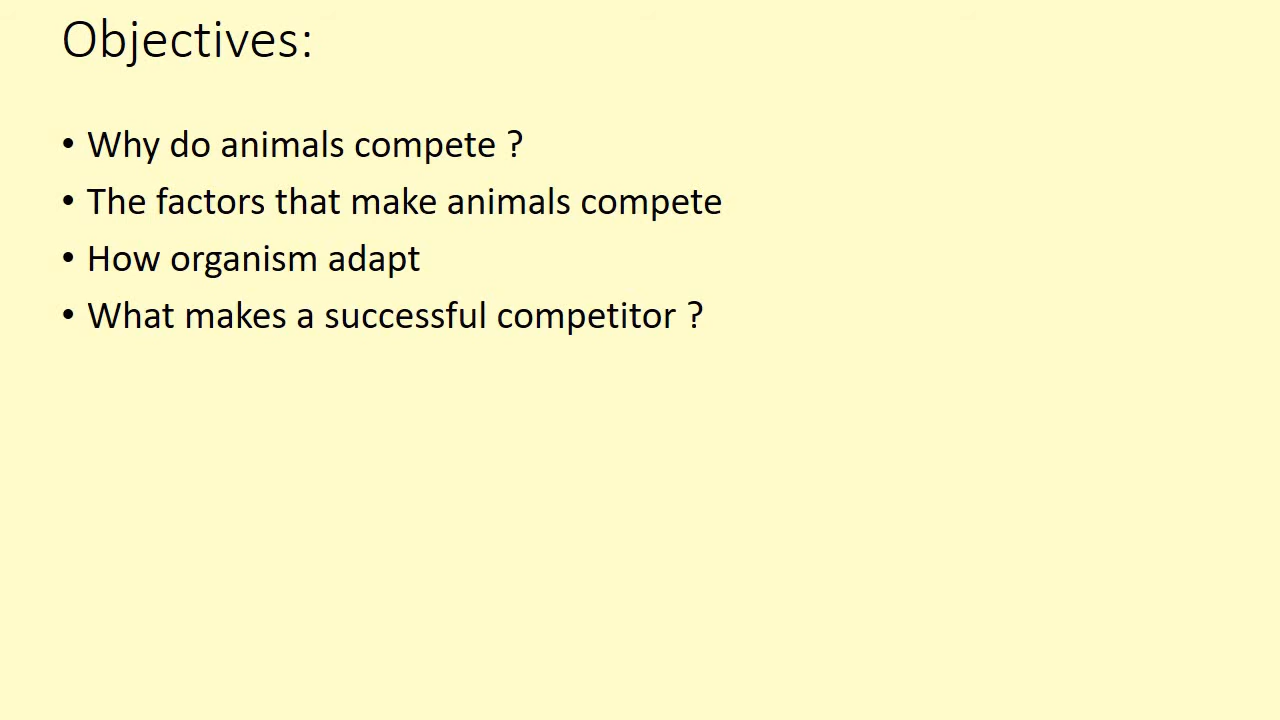 Objectives:
• Why do animals compete ?
• The factors that make animals compete
• How organism adapt
• What makes a successful competitor ?